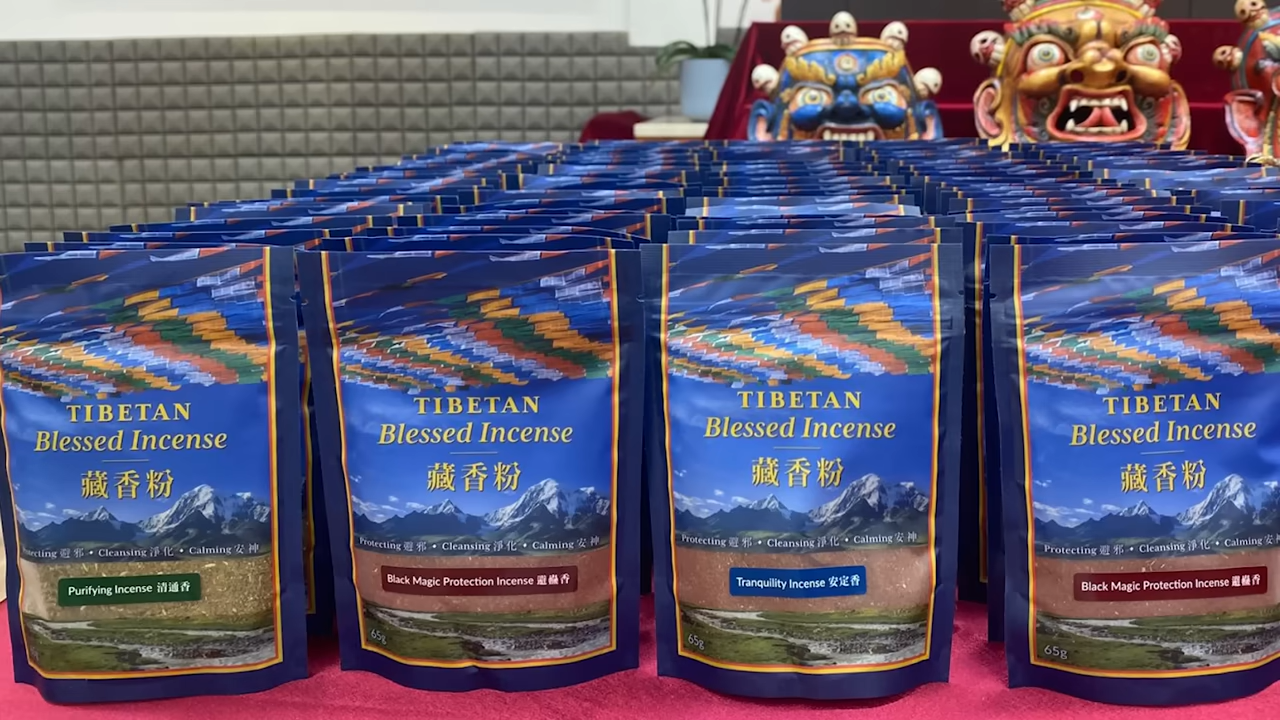 TIBETAN
Blessed Incense
藏香粉
Protecting 避邪 • Cleansing 淨化 • Calming 安神
Purifying Incense 清通香
TIBETAN
Blessed Incense
藏香粉
Protecting 避邪 • Cleansing 淨化 • Calming 安神
Black Magic Protection Incense 避蠱香
65g
TIBETAN
Blessed Incense
藏香粉
Protecting 避邪 • Cleansing 淨化 • Calming 安神
Tranquility Incense 安定香
65g
TIBETAN
Blessed Incense
藏香粉
Protecting 避邪 • Cleansing 淨化 • Calming 安神
Black Magic Protection Incense 避蠱香
65g